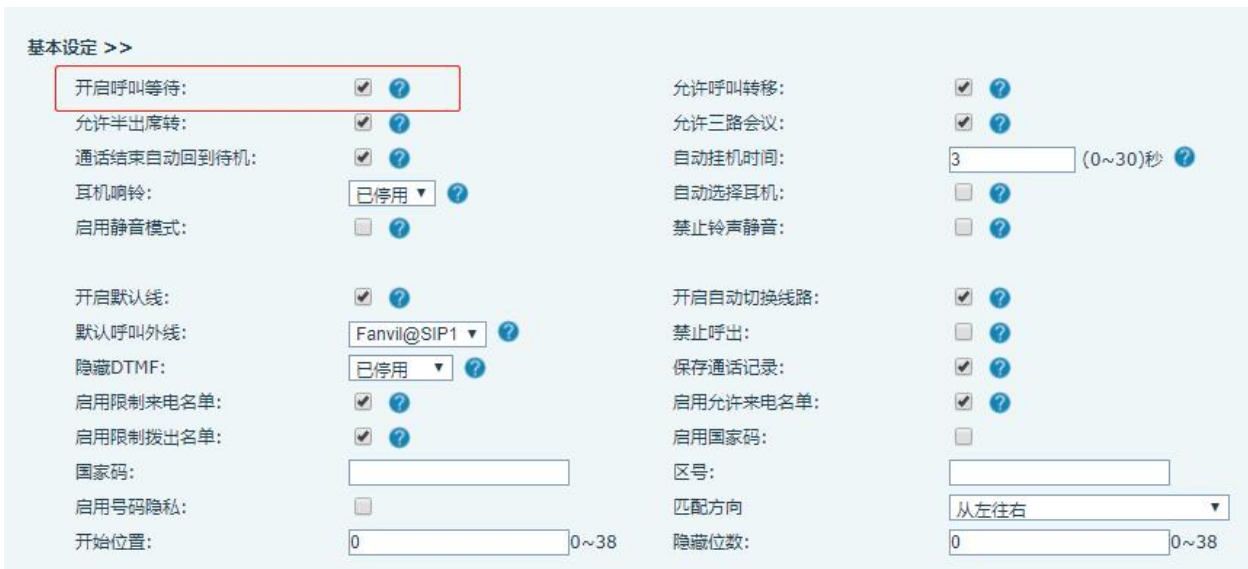 基本设定 >>
开启呼叫等待: 允许呼叫转移:
允许半出席转: 允许三路会议:
通话结束自动回到待机: 自动挂机时间: 3 (0~30)秒
耳机响铃: 已停用 自动选择耳机:
启用静音模式: 禁止铃声静音:
开启默认线: 开启自动切换线路:
默认呼叫外线: Fanvil@SIP1 禁止呼出:
隐藏DTMF: 已停用 保存通话记录:
启用限制来电名单: 启用允许来电名单:
启用限制拨出名单: 启用国家码:
国家码: 区号:
启用号码隐私: 匹配方向 从左往右
开始位置: 0 0~38 隐藏位数: 0 0~38